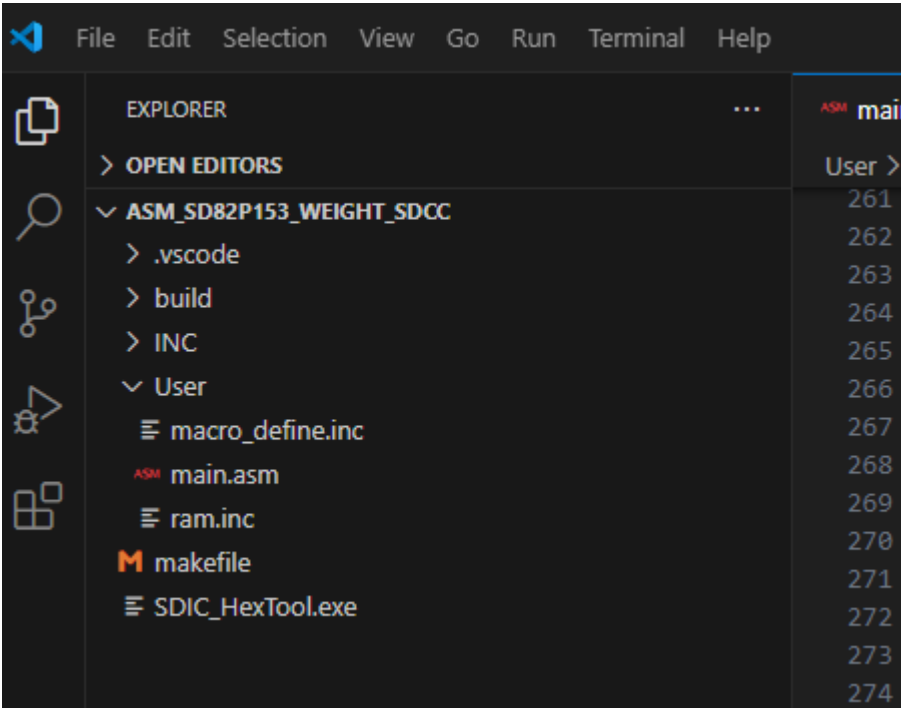 File Edit Selection View Go Run Terminal Help
EXPLORER ...
OPEN EDITORS
ASM_SD82P153_WEIGHT_SDCC
.vscode
build
INC
User
macro_define.inc
ASM main.asm
ram.inc
M makefile
SDIC_HexTool.exe
ASM mai
User >
261
262
263
264
265
266
267
268
269
270
271
272
273
274